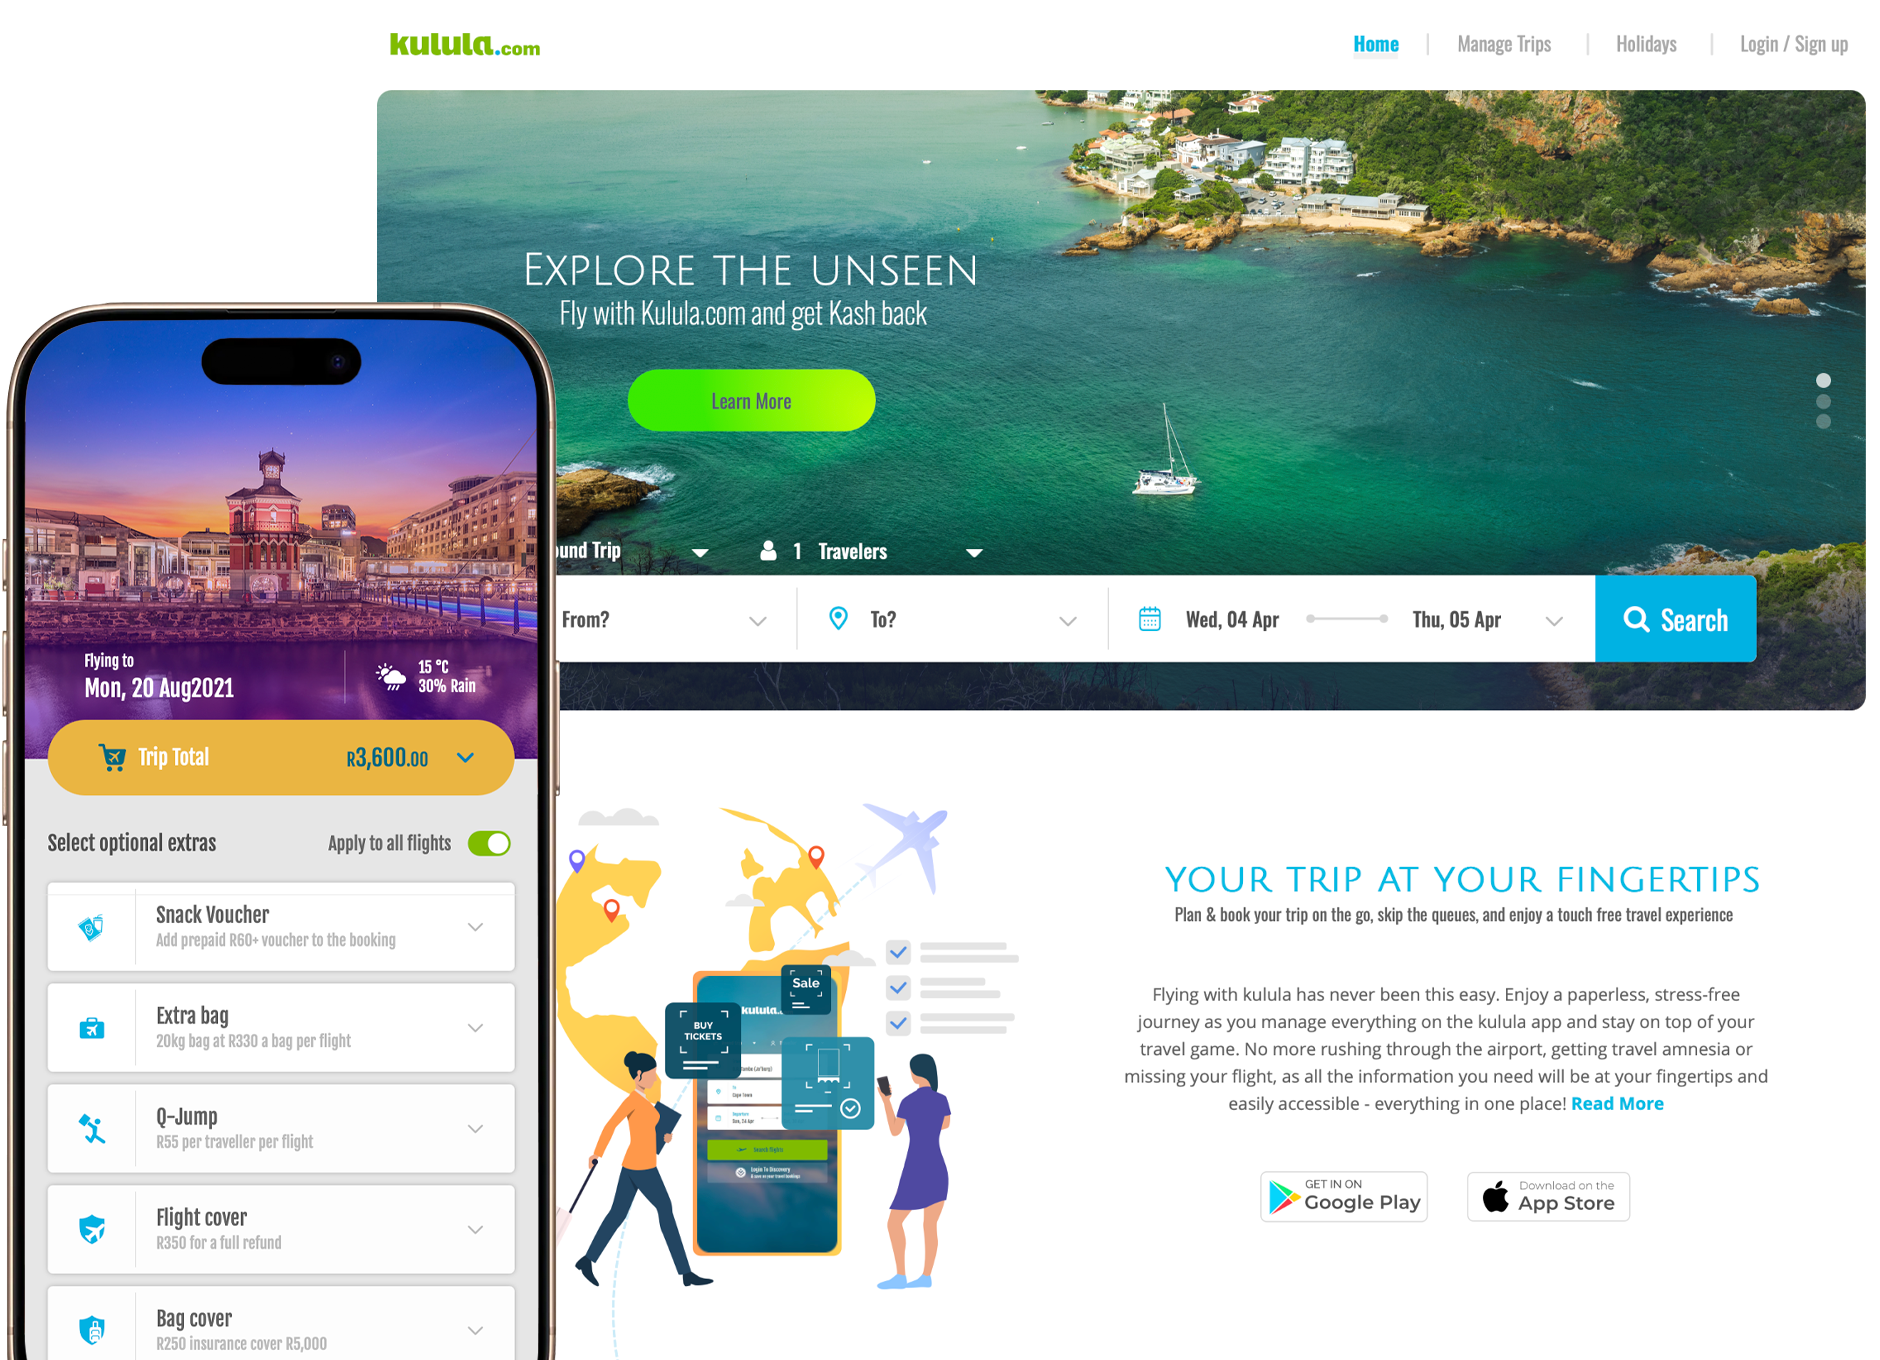 kulula.com
Home
Manage Trips
Holidays
Login / Sign up
EXPLORE THE UNSEEN
Fly with Kulula.com and get Kash back
Learn More
Trip
1 Travelers
From?
To?
Wed, 04 Apr
Thu, 05 Apr
Search
Flying to
Mon, 20 Aug2021
15 °C
30% Rain
Trip Total
R3,600.00
Select optional extras
Apply to all flights
Snack Voucher
Add prepaid R60+ voucher to the booking
Extra bag
20kg bag at R330 a bag per flight
Q-Jump
R55 per traveller per flight
Flight cover
R350 for a full refund
Bag cover
R250 insurance cover R5,000
Sale
kulula.
BUY
TICKETS
Cape Town
Departure
Search flights
Login To Discovery
YOUR TRIP AT YOUR FINGERTIPS
Plan & book your trip on the go, skip the queues, and enjoy a touch free travel experience
Flying with kulula has never been this easy. Enjoy a paperless, stress-free
journey as you manage everything on the kulula app and stay on top of your
travel game. No more rushing through the airport, getting travel amnesia or
missing your flight, as all the information you need will be at your fingertips and
easily accessible - everything in one place! Read More
GET IN ON
Google Play
Download on the
App Store